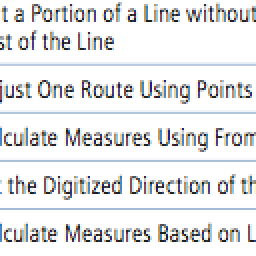 t a Portion of a Line without
st of the Line
just One Route Using Points
lculate Measures Using From
t the Digitized Direction of th
lculate Measures Based on L